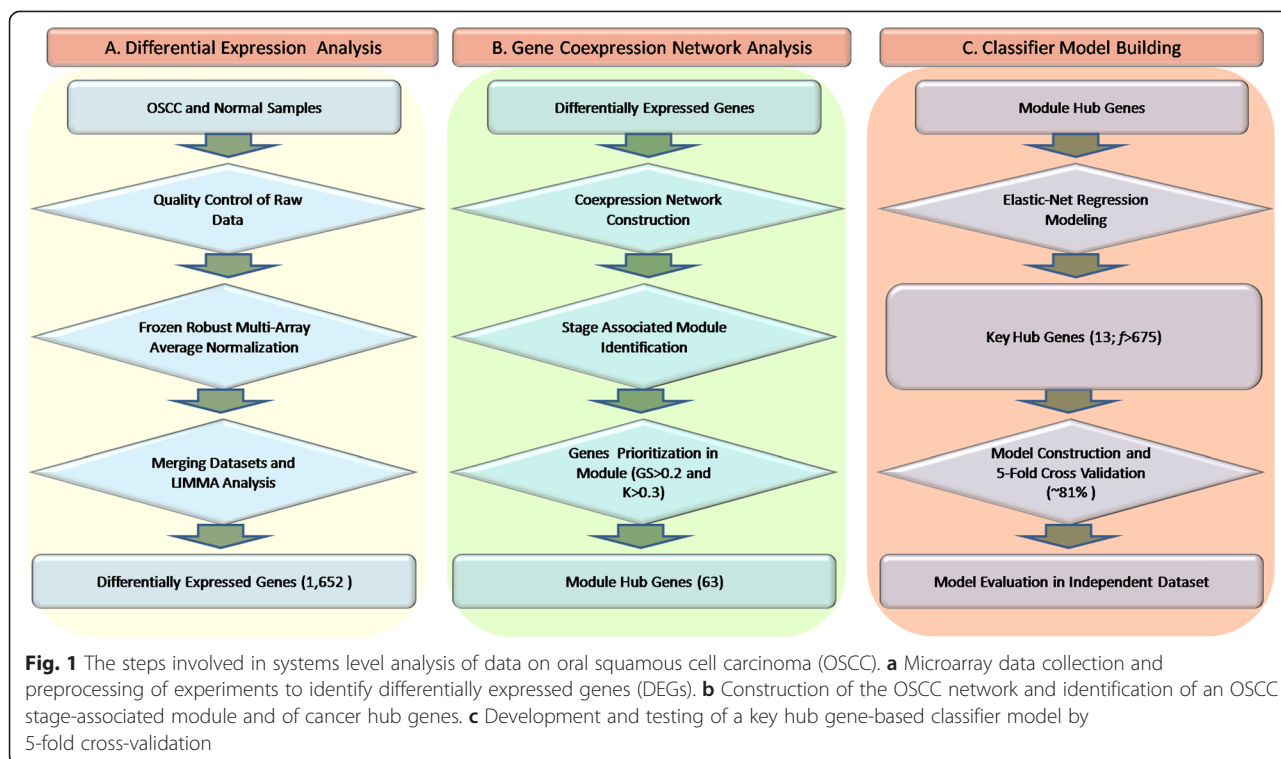 A. Differential Expression Analysis
OSCC and Normal Samples
Quality Control of Raw
Data
Frozen Robust Multi-Array
Average Normalization
Merging Datasets and
LIMMA Analysis
Differentially Expressed Genes (1,652 )
B. Gene Coexpression Network Analysis
Differentially Expressed Genes
Coexpression Network
Construction
Stage Associated Module
Identification
Genes Prioritization in
Module (GS>0.2 and
K>0.3)
Module Hub Genes (63)
C. Classifier Model Building
Module Hub Genes
Elastic-Net Regression
Modeling
Key Hub Genes (13; f>675)
Model Construction and
5-Fold Cross Validation
(~81% )
Model Evaluation in Independent Dataset
Fig. 1 The steps involved in systems level analysis of data on oral squamous cell carcinoma (OSCC). a Microarray data collection and
preprocessing of experiments to identify differentially expressed genes (DEGs). b Construction of the OSCC network and identification of an OSCC
stage-associated module and of cancer hub genes. c Development and testing of a key hub gene-based classifier model by
5-fold cross-validation